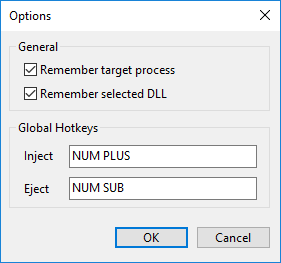 Options
General
Remember target process
Remember selected DLL
Global Hotkeys
Inject NUM PLUS
Eject NUM SUB
OK Cancel